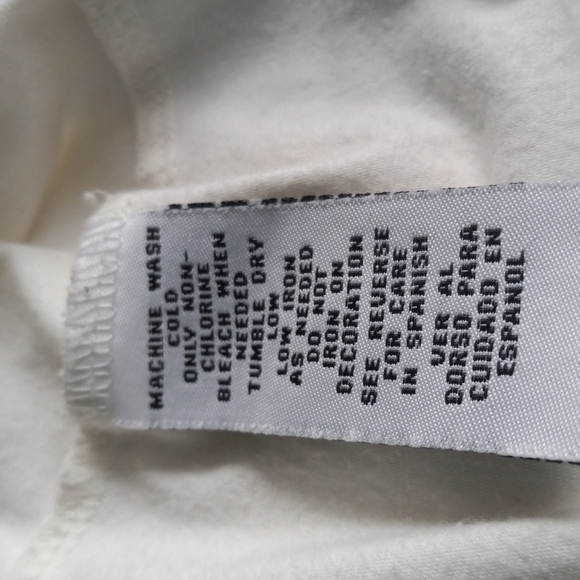 MACHINE WASH
COLD
ONLY NON-
CHLORINE
BLEACH WHEN
NEEDED
TUMBLE DRY
LOW
LOW IRON
AS NEEDED
DO NOT
IRON ON
DECORATION
SEE REVERSE
FOR CARE
IN SPANISH
VER AL
DORSO PARA
CUIDADO EN
ESPANOL